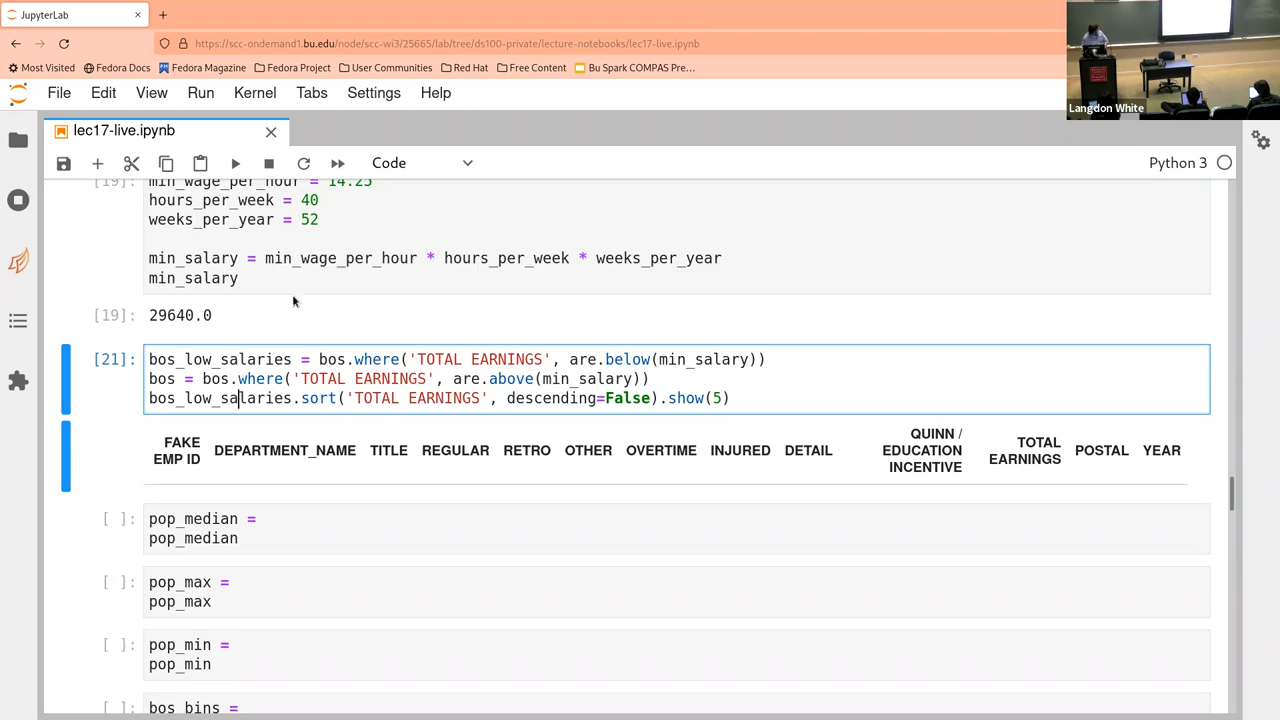 JupyterLab
https://scc-ondemand1.bu.edu/node/scc-wi3/25665/lab/tree/ds100-private/lecture-notebooks/lec17-live.ipynb
Most Visited Fedora Docs Fedora Magazine Fedora Project User Communities Red Hat Free Content Bu Spark COMPAS Pre...
Langdon White
File Edit View Run Kernel Tabs Settings Help
lec17-live.ipynb
Code
Python 3
[19]: min_wage_per_hour = 14.25
hours_per_week = 40
weeks_per_year = 52
min_salary = min_wage_per_hour * hours_per_week * weeks_per_year
min_salary
[19]: 29640.0
[21]: bos_low_salaries = bos.where('TOTAL EARNINGS', are.below(min_salary))
bos = bos.where('TOTAL EARNINGS', are.above(min_salary))
bos_low_salaries.sort('TOTAL EARNINGS', descending=False).show(5)
FAKE EMP ID DEPARTMENT_NAME TITLE REGULAR RETRO OTHER OVERTIME INJURED DETAIL QUINN / EDUCATION INCENTIVE TOTAL EARNINGS POSTAL YEAR
[ ]: pop_median =
pop_median
[ ]: pop_max =
pop_max
[ ]: pop_min =
pop_min
[ ]: bos_bins =